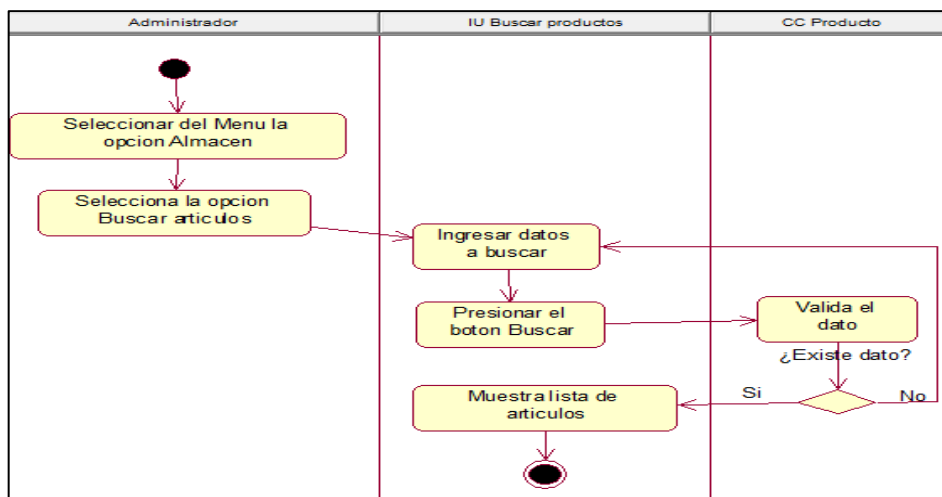 Administrador
IU Buscar productos
CC Producto
Seleccionar del Menu la
opcion Almacen
Selecciona la opcion
Buscar articulos
Ingresar datos
a buscar
Presionar el
boton Buscar
Valida el
dato
¿Existe dato?
Si
No
Muestra lista de
articulos